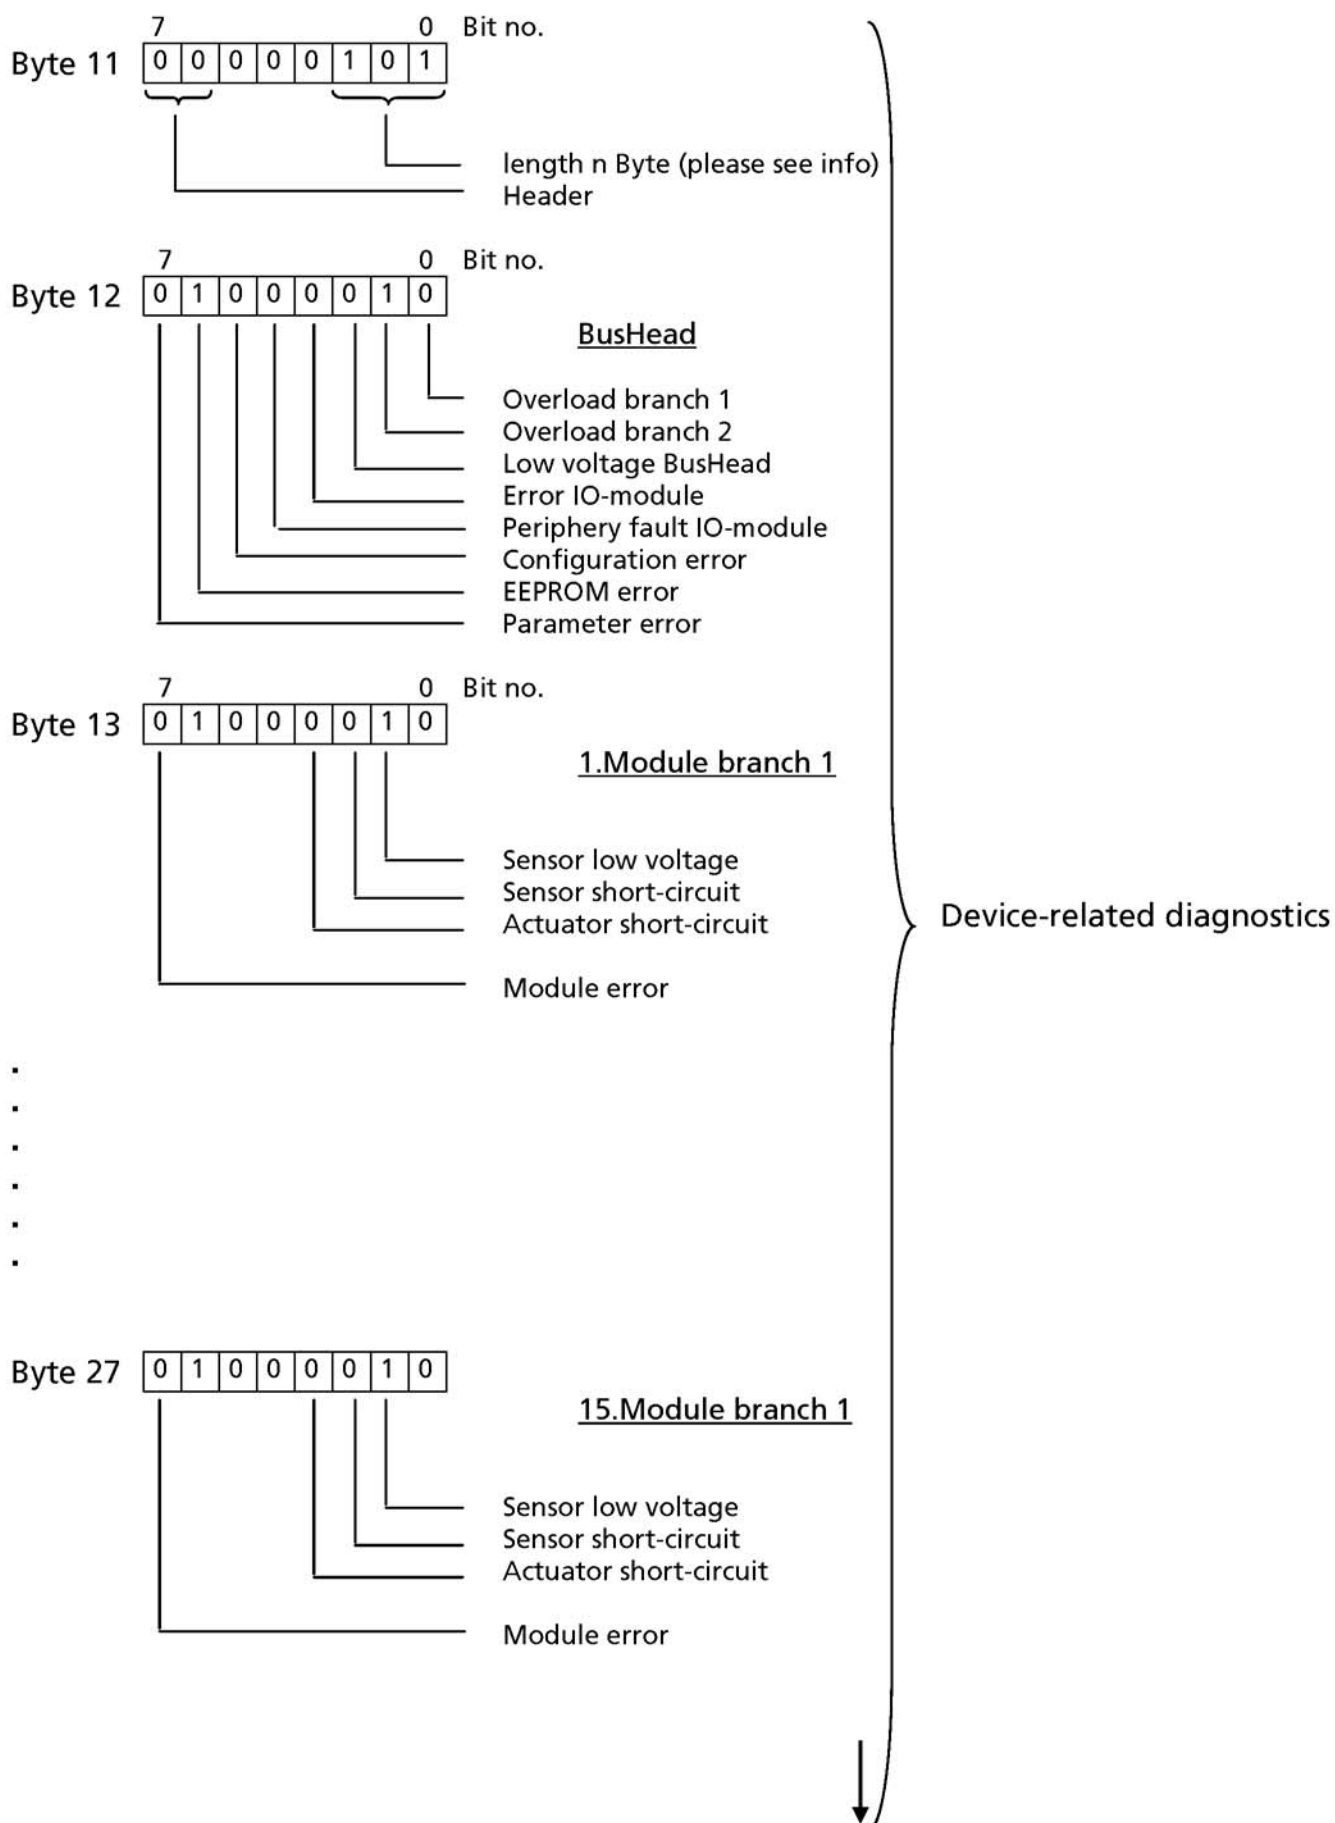 7 0 Bit no.
Byte 11 0 0 0 0 0 1 0 1
length n Byte (please see info)
Header
7 0 Bit no.
Byte 12 0 1 0 0 0 0 1 0
BusHead
Overload branch 1
Overload branch 2
Low voltage BusHead
Error IO-module
Periphery fault IO-module
Configuration error
EEPROM error
Parameter error
7 0 Bit no.
Byte 13 0 1 0 0 0 0 1 0
1.Module branch 1
Sensor low voltage
Sensor short-circuit
Actuator short-circuit
Device-related diagnostics
Module error
.
.
.
.
.
.
Byte 27 0 1 0 0 0 0 1 0
15.Module branch 1
Sensor low voltage
Sensor short-circuit
Actuator short-circuit
Module error